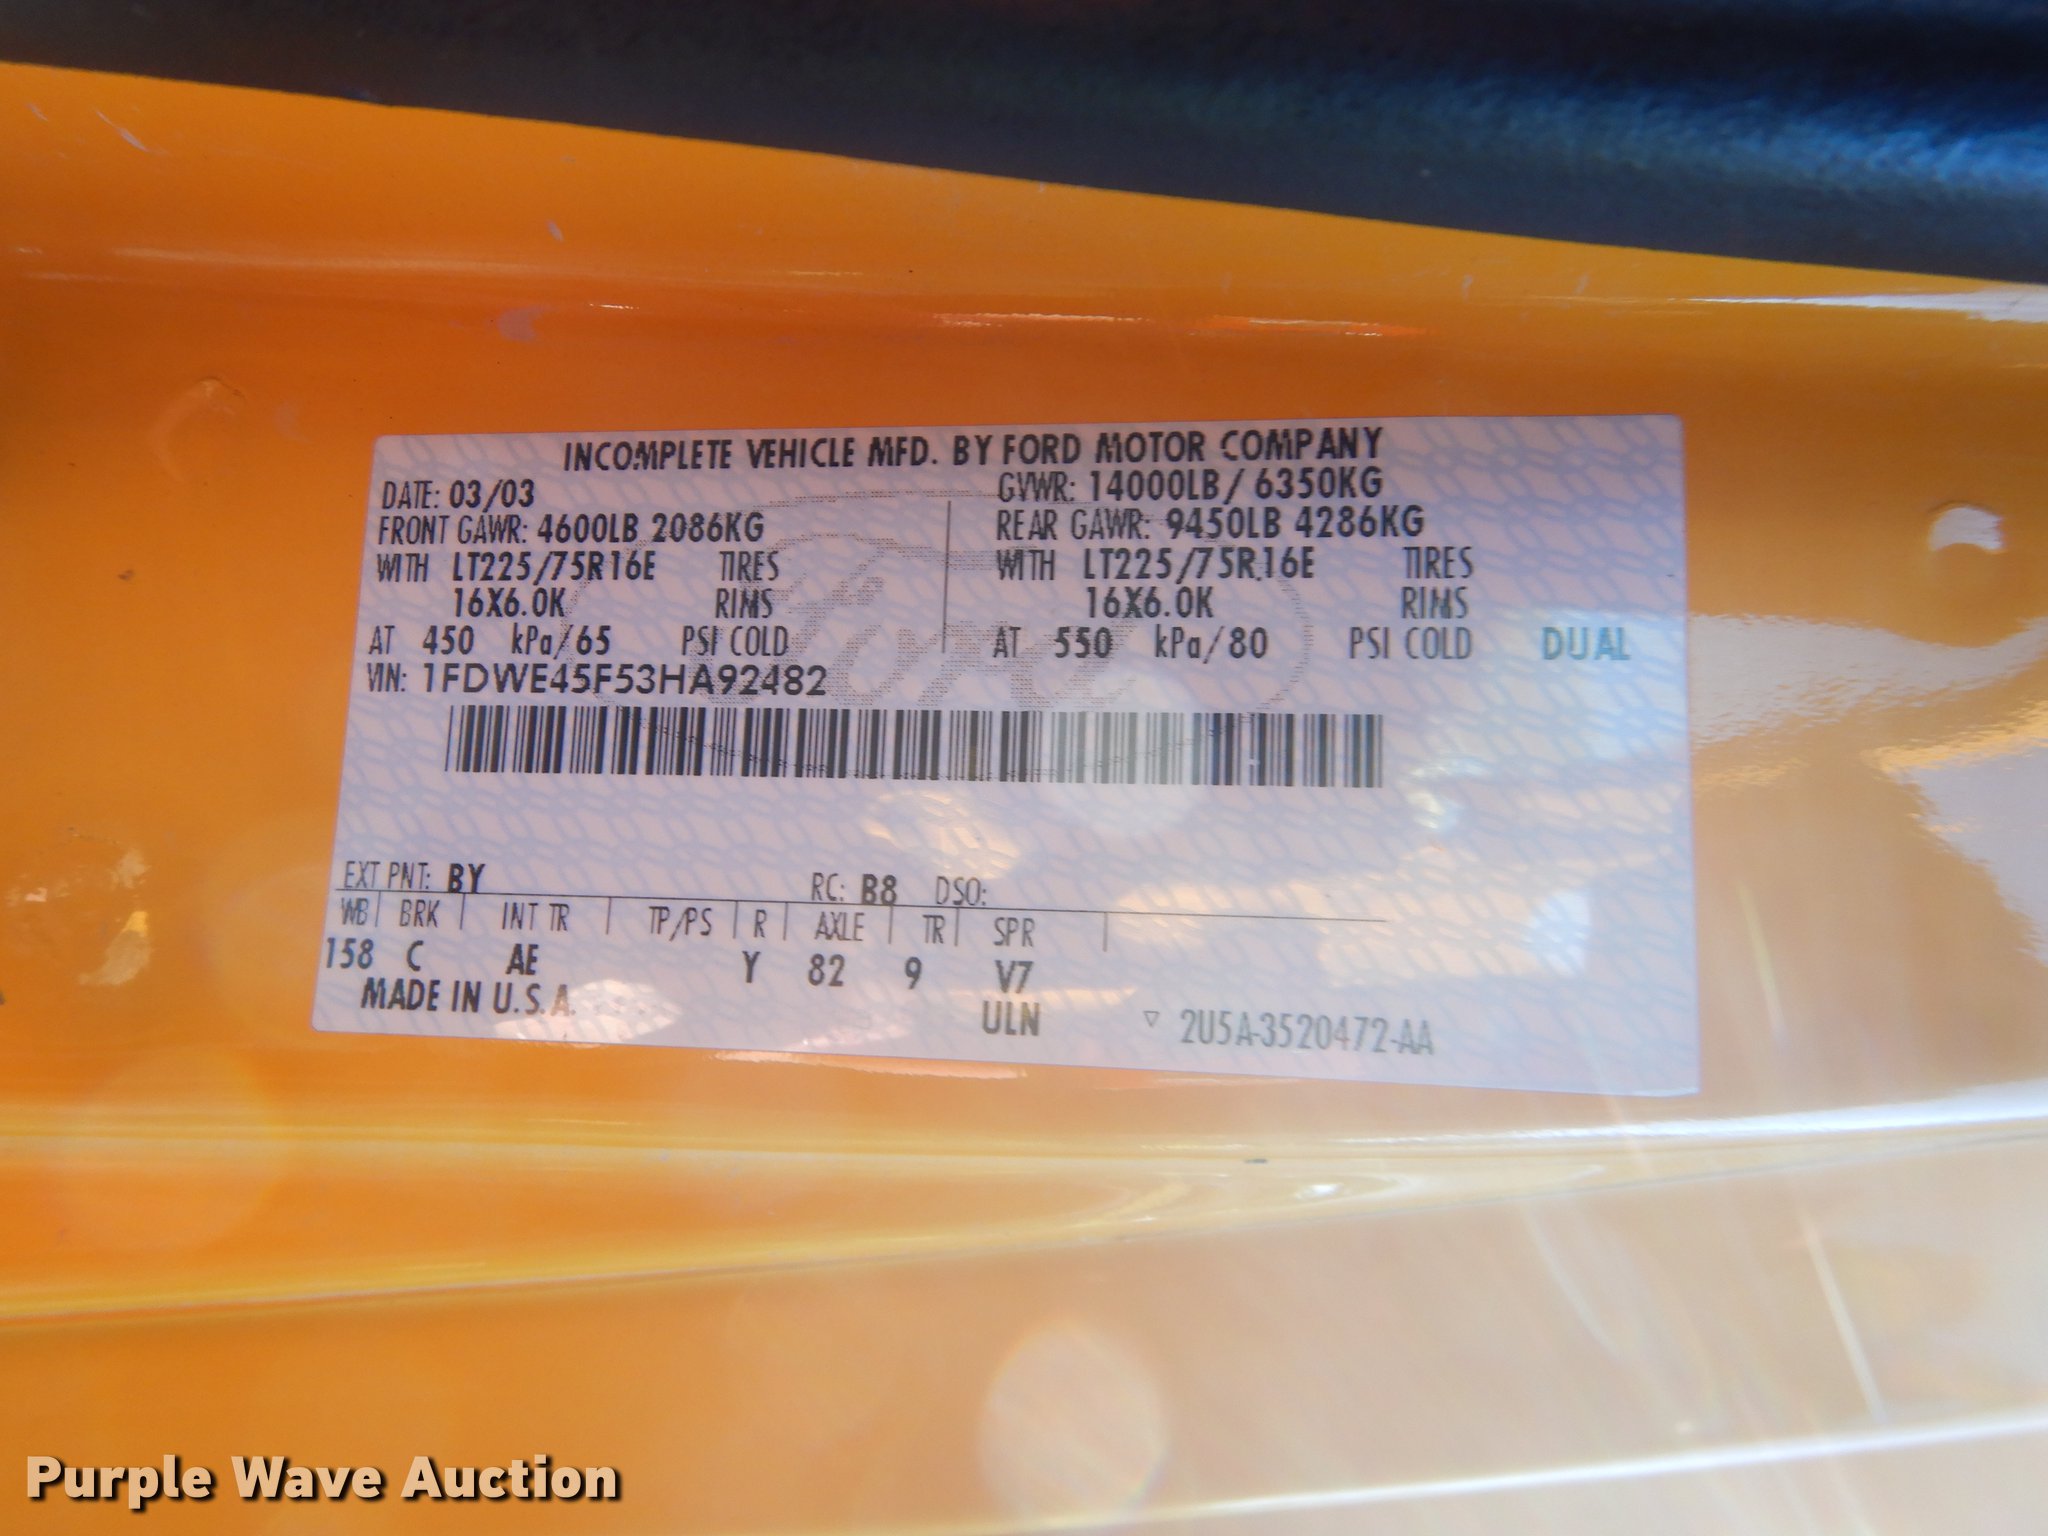 INCOMPLETE VEHICLE MFD. BY FORD MOTOR COMPANY
DATE: 03/03 GVWR: 14000LB / 6350KG
FRONT GAWR: 4600LB 2086KG REAR GAWR: 9450LB 4286KG
WITH LT225/75R16E TIRES WITH LT225/75R16E TIRES
16X6.0K RIMS 16X6.0K RIMS
AT 450 kPa/65 PSI COLD AT 550 kPa/80 PSI COLD DUAL
VIN: 1FDWE45F53HA92482
Ford
EXT PNT: BY RC: B8 DSO:
WB BRK INT TR TP/PS R AXLE TR SPR
158 C AE Y 82 9 V7
MADE IN U.S.A. ULN ▽ 2U5A-3520472-AA
Purple Wave Auction